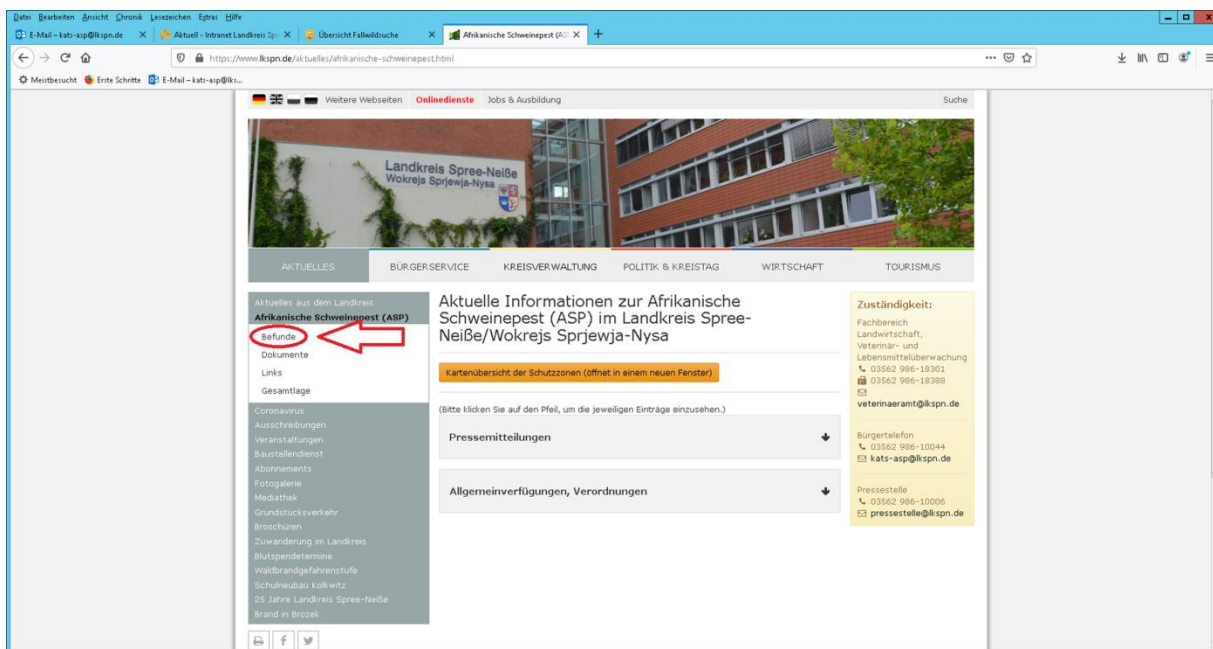 Datei Bearbeiten Ansicht Chronik Lesezeichen Extras Hilfe
E-Mail – kats-asp@lkspn.de
Aktuell - Intranet Landkreis Sp
Übersicht Fallwildsuche
Afrikanische Schweinepest (AS
https://www.lkspn.de/aktuelles/afrikanische-schweinepest.html
Meistbesucht Erste Schritte E-Mail – kats-asp@lks...
Weitere Webseiten Onlinedienste Jobs & Ausbildung Suche
Landkreis Spree-Neiße
Wokrejs Sprjewja-Nysa
AKTUELLES BÜRGERSERVICE KREISVERWALTUNG POLITIK & KREISTAG WIRTSCHAFT TOURISMUS
Aktuelles aus dem Landkreis
Afrikanische Schweinepest (ASP)
Befunde
Dokumente
Links
Gesamtlage
Coronavirus
Ausschreibungen
Veranstaltungen
Baustellendienst
Abonnements
Fotogalerie
Mediathek
Grundstücksverkehr
Broschüren
Zuwanderung im Landkreis
Blutspendetermine
Waldbrandgefahrenstufe
Schulneubau Kolkwitz
25 Jahre Landkreis Spree-Neiße
Brand in Brozek
Aktuelle Informationen zur Afrikanische
Schweinepest (ASP) im Landkreis Spree-
Neiße/Wokrejs Sprjewja-Nysa
Kartenübersicht der Schutzzonen (öffnet in einem neuen Fenster)
(Bitte klicken Sie auf den Pfeil, um die jeweiligen Einträge einzusehen.)
Pressemitteilungen
Allgemeinverfügungen, Verordnungen
Zuständigkeit:
Fachbereich
Landwirtschaft,
Veterinär- und
Lebensmittelüberwachung
03562 986-18301
03562 986-18388
veterinaeramt@lkspn.de
Bürgertelefon
03562 986-10044
kats-asp@lkspn.de
Pressestelle
03562 986-10006
pressestelle@lkspn.de